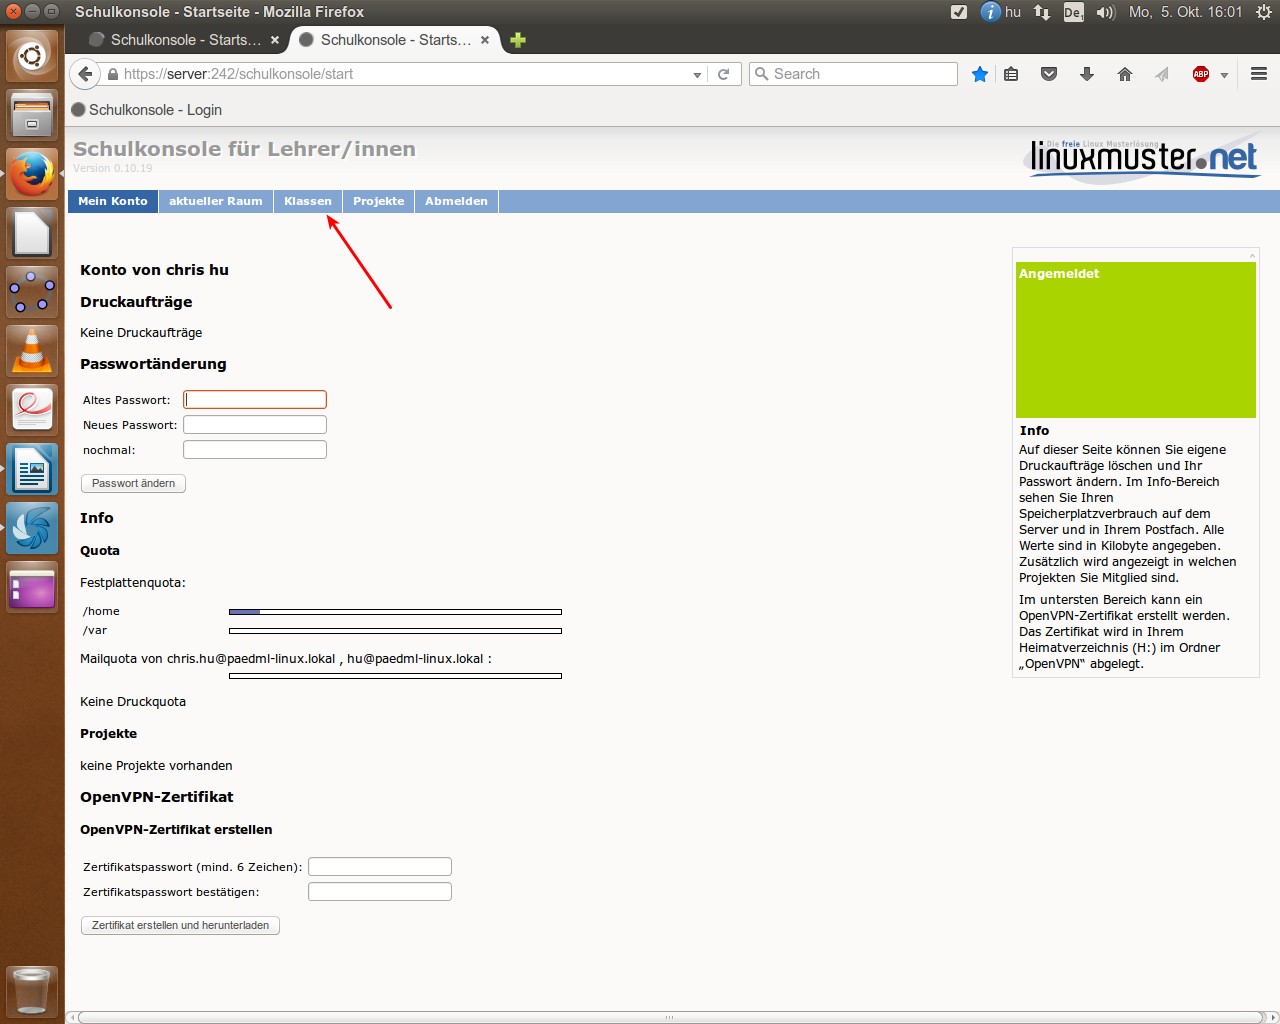 Schulkonsole - Startseite - Mozilla Firefox
hu De1 Mo, 5. Okt. 16:01
Schulkonsole - Starts... Schulkonsole - Starts...
https://server:242/schulkonsole/start Search ABP
Schulkonsole - Login
Schulkonsole für Lehrer/innen
Version 0.10.19
Die freie Linux Musterlösung
linuxmuster.net
Mein Konto aktueller Raum Klassen Projekte Abmelden
Konto von chris hu
Druckaufträge
Keine Druckaufträge
Passwortänderung
Altes Passwort:
Neues Passwort:
nochmal:
Passwort ändern
Info
Quota
Festplattenquota:
/home
/var
Mailquota von chris.hu@paedml-linux.lokal , hu@paedml-linux.lokal :
Keine Druckquota
Projekte
keine Projekte vorhanden
OpenVPN-Zertifikat
OpenVPN-Zertifikat erstellen
Zertifikatspasswort (mind. 6 Zeichen):
Zertifikatspasswort bestätigen:
Zertifikat erstellen und herunterladen
Angemeldet
Info
Auf dieser Seite können Sie eigene
Druckaufträge löschen und Ihr
Passwort ändern. Im Info-Bereich
sehen Sie Ihren
Speicherplatzverbrauch auf dem
Server und in Ihrem Postfach. Alle
Werte sind in Kilobyte angegeben.
Zusätzlich wird angezeigt in welchen
Projekten Sie Mitglied sind.
Im untersten Bereich kann ein
OpenVPN-Zertifikat erstellt werden.
Das Zertifikat wird in Ihrem
Heimatverzeichnis (H:) im Ordner
„OpenVPN“ abgelegt.